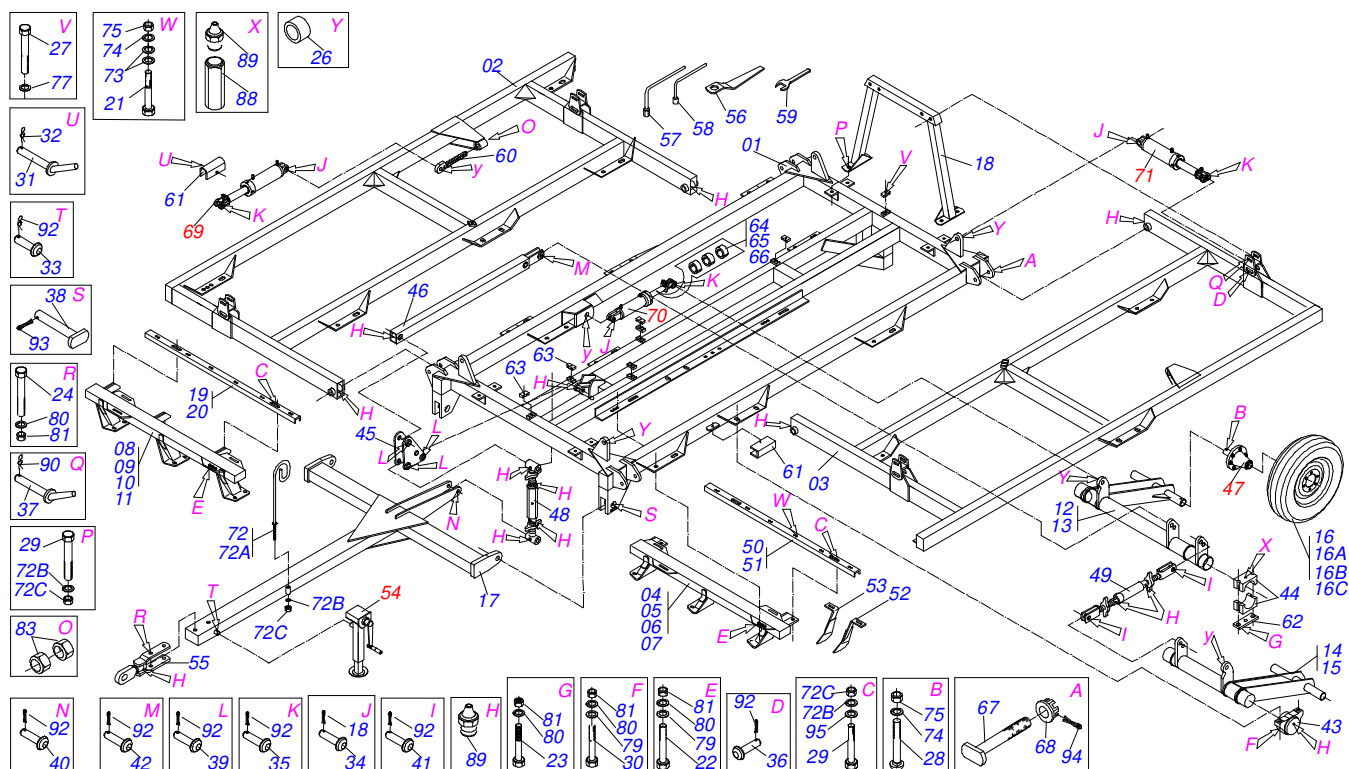 V
27
77
75
74
73
21
W
X
89
88
Y
26
02
O
60
y
57
58
56
59
01
P
V
18
J
71
K
U
32
31
U
61
69
J
K
T
92
33
38
S
93
R
24
80
81
90
Q
37
29
P
72B
72C
83
O
H
M
46
H
64
65
66
K
70
J
y
63
63
H
Y
A
H
Q
D
19
20
C
H
08
09
10
11
E
45
L
L
L
N
H
H
48
H
H
S
Y
61
H
03
W
C
50
51
53
52
04
05
06
07
E
B
47
Y
12
13
16
16A
16B
16C
X
44
62
G
49
I
H
I
y
14
15
43
F
H
72
72A
72B
72C
17
54
T
R
55
H
N
92
40
M
92
42
L
92
39
K
92
35
J
18
34
I
92
41
H
89
G
81
80
23
F
81
80
79
30
E
81
80
79
22
D
92
36
C
72C
72B
95
29
B
75
74
28
A
67
68
94